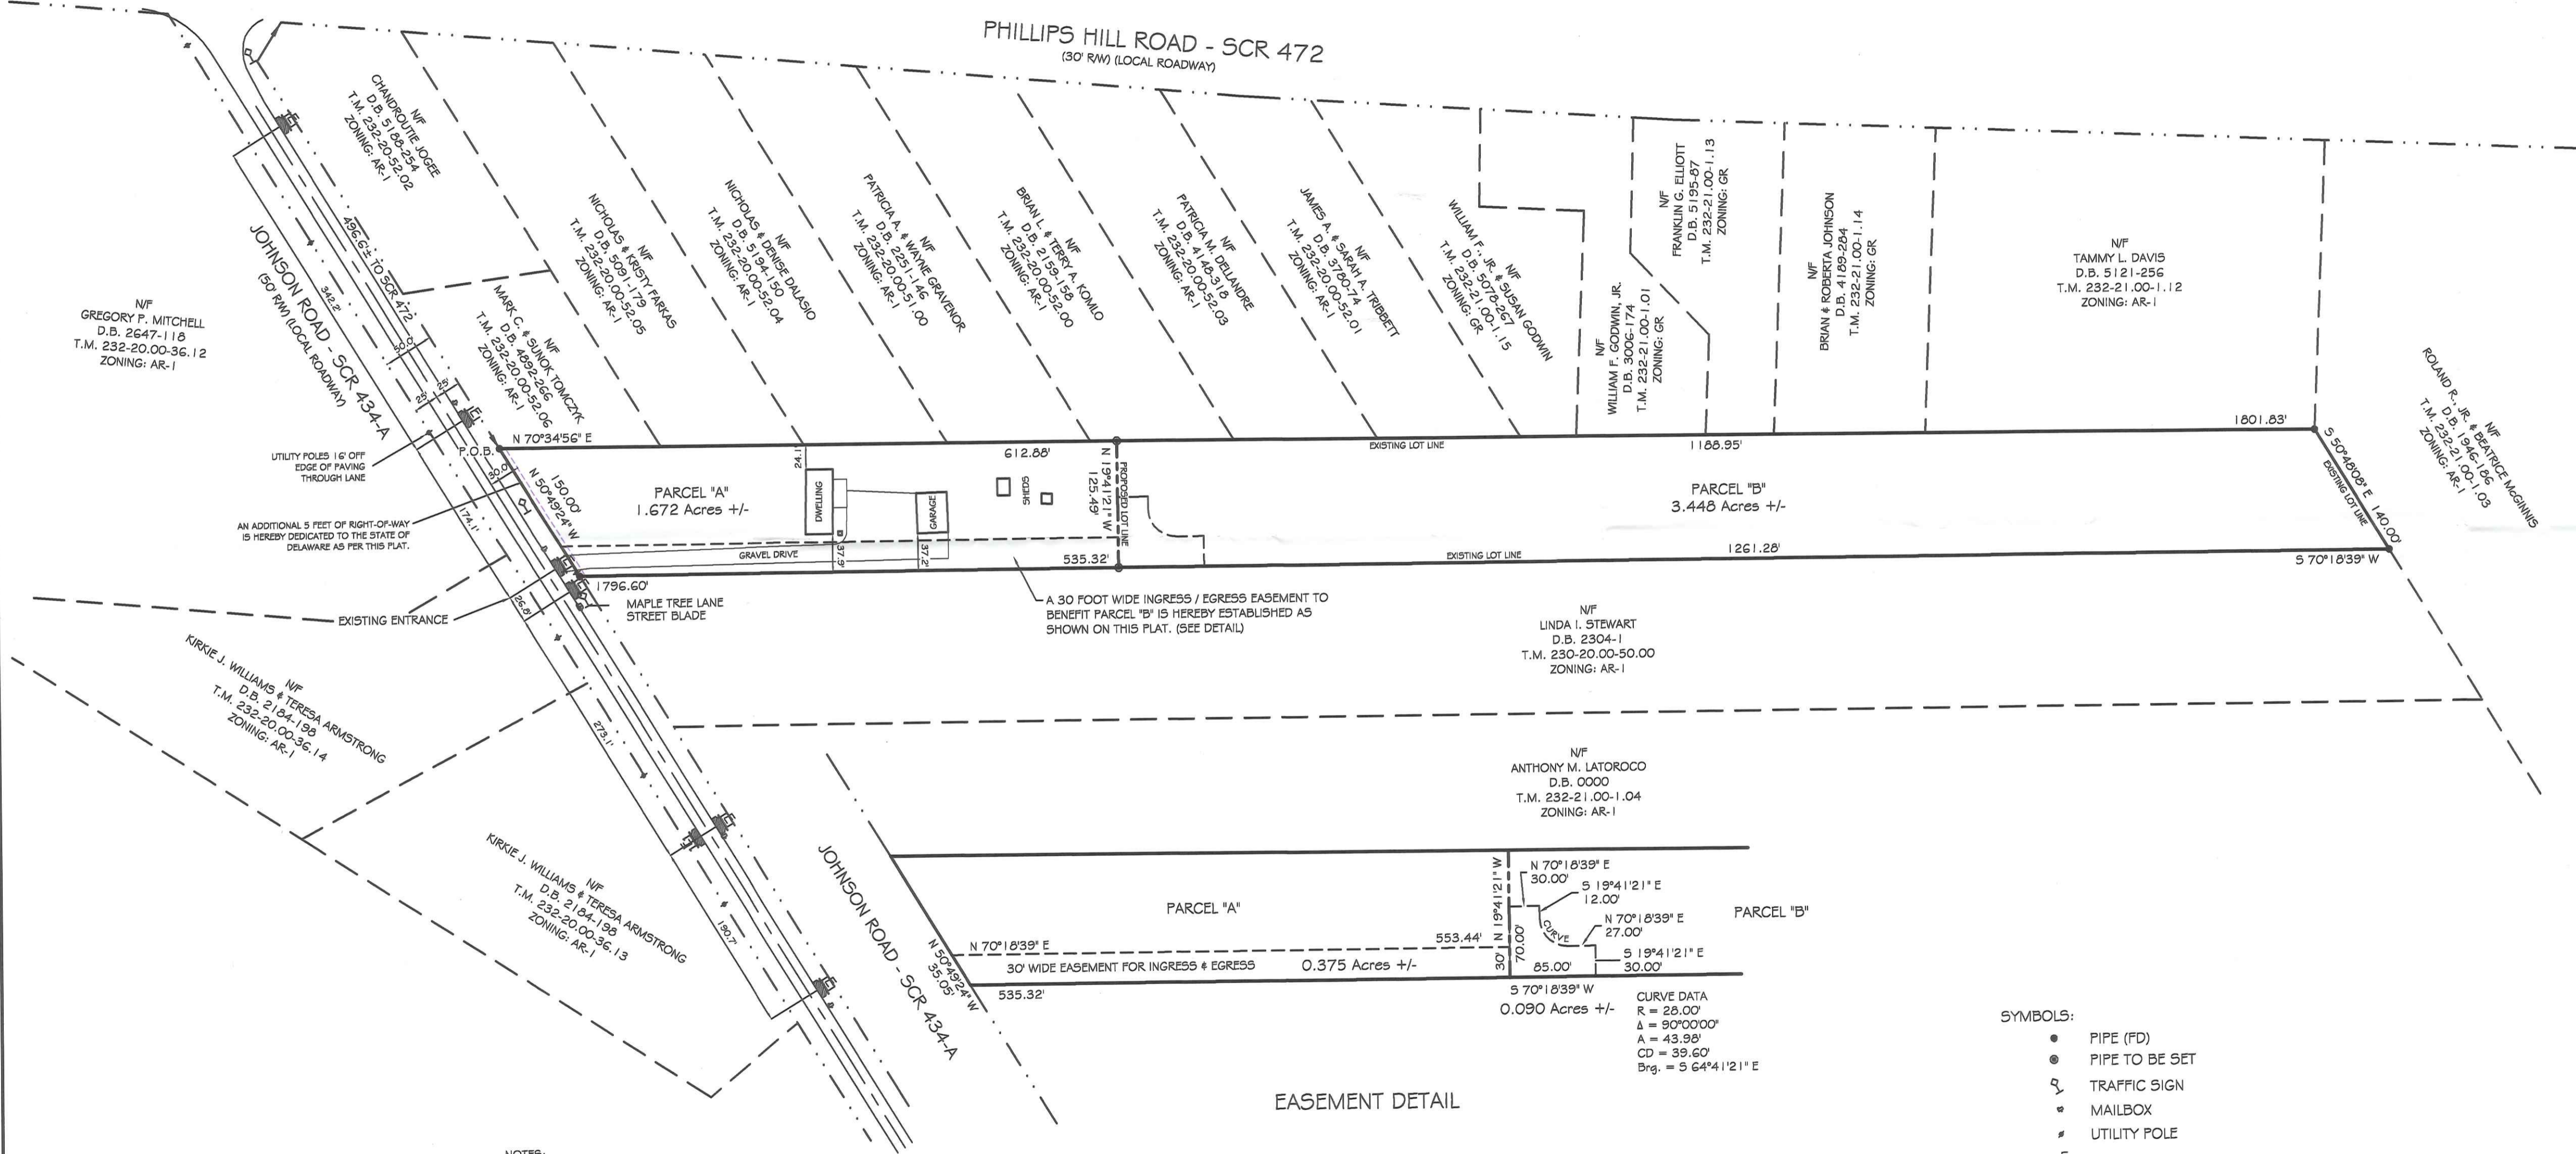 PHILLIPS HILL ROAD - SCR 472
(30' R/W) (LOCAL ROADWAY)
N/F
CHANDROUTIE JOGEE
D.B. 5188-254
T.M. 232-20-52.02
ZONING: AR-1
N/F
NICHOLAS & KRISTY FARKAS
D.B. 5091-179
T.M. 232-20.00-52.05
ZONING: AR-1
N/F
NICHOLAS & DENISE DALASIO
D.B. 5194-150
T.M. 232-20.00-52.04
ZONING: AR-1
N/F
PATRICIA A. & WAYNE GRAVENOR
D.B. 2251-146
T.M. 232-20.00-51.00
ZONING: AR-1
N/F
BRIAN L. & TERRY A. KOMLO
D.B. 2159-158
T.M. 232-20.00-52.00
ZONING: AR-1
N/F
PATRICIA M. DELLANDRE
D.B. 4148-318
T.M. 232-20.00-52.03
ZONING: AR-1
N/F
JAMES A. & SARAH A. TRIBBETT
D.B. 3780-74
T.M. 232-20.00-52.01
ZONING: AR-1
N/F
WILLIAM F., JR. & SUSAN GODWIN
D.B. 5078-267
T.M. 232-21.00-1.15
ZONING: GR
N/F
WILLIAM F. GODWIN, JR.
D.B. 3006-174
T.M. 232-21.00-1.01
ZONING: GR
N/F
FRANKLIN G. ELLIOTT
D.B. 5195-87
T.M. 232-21.00-1.13
ZONING: GR
N/F
BRIAN & ROBERTA JOHNSON
D.B. 4189-284
T.M. 232-21.00-1.14
ZONING: GR
N/F
TAMMY L. DAVIS
D.B. 5121-256
T.M. 232-21.00-1.12
ZONING: AR-1
N/F
ROLAND R., JR. & BEATRICE McGINNIS
D.B. 1946-186
T.M. 232-21.00-1.03
ZONING: AR-1
N/F
GREGORY P. MITCHELL
D.B. 2647-118
T.M. 232-20.00-36.12
ZONING: AR-1
JOHNSON ROAD - SCR 434-A
(50' R/W) (LOCAL ROADWAY)
496.6'± TO SCR 472
342.2'
50'
25'
25'
N/F
MARK C. & SUNOK TOMCZYK
D.B. 4892-266
T.M. 232-20.00-52.06
ZONING: AR-1
UTILITY POLES 16' OFF
EDGE OF PAVING
THROUGH LANE
P.O.B.
N 70°34'56" E
612.88'
EXISTING LOT LINE
1188.95'
1801.83'
S 50°48'08" E 140.00'
EXISTING LOT LINE
30'
150.00'
N 50°49'24" W
PARCEL "A"
1.672 Acres +/-
24.1'
DWELLING
GARAGE
SHEDS
N 19°41'21" W
125.49'
PROPOSED LOT LINE
PARCEL "B"
3.448 Acres +/-
AN ADDITIONAL 5 FEET OF RIGHT-OF-WAY
IS HEREBY DEDICATED TO THE STATE OF
DELAWARE AS PER THIS PLAT.
174.1'
GRAVEL DRIVE
37.9'
37.2'
535.32'
EXISTING LOT LINE
1261.28'
S 70°18'39" W
1796.60'
MAPLE TREE LANE
STREET BLADE
EXISTING ENTRANCE
26.8'
A 30 FOOT WIDE INGRESS / EGRESS EASEMENT TO
BENEFIT PARCEL "B" IS HEREBY ESTABLISHED AS
SHOWN ON THIS PLAT. (SEE DETAIL)
N/F
LINDA I. STEWART
D.B. 2304-1
T.M. 230-20.00-50.00
ZONING: AR-1
N/F
KIRKIE J. WILLIAMS & TERESA ARMSTRONG
D.B. 2184-198
T.M. 232-20.00-36.14
ZONING: AR-1
273.1'
N/F
ANTHONY M. LATOROCO
D.B. 0000
T.M. 232-21.00-1.04
ZONING: AR-1
N/F
KIRKIE J. WILLIAMS & TERESA ARMSTRONG
D.B. 2184-198
T.M. 232-20.00-36.13
ZONING: AR-1
190.7'
JOHNSON ROAD - SCR 434-A
PARCEL "A"
N 70°18'39" E
553.44'
30' WIDE EASEMENT FOR INGRESS & EGRESS
0.375 Acres +/-
N 50°49'24" W
35.05'
535.32'
N 19°41'21" W
30'
70.00'
N 70°18'39" E
30.00'
S 19°41'21" E
12.00'
CURVE
N 70°18'39" E
27.00'
S 19°41'21" E
30.00'
85.00'
S 70°18'39" W
0.090 Acres +/-
PARCEL "B"
CURVE DATA
R = 28.00'
Δ = 90°00'00"
A = 43.98'
CD = 39.60'
Brg. = S 64°41'21" E
EASEMENT DETAIL
SYMBOLS:
PIPE (FD)
PIPE TO BE SET
TRAFFIC SIGN
MAILBOX
UTILITY POLE
NOTES: